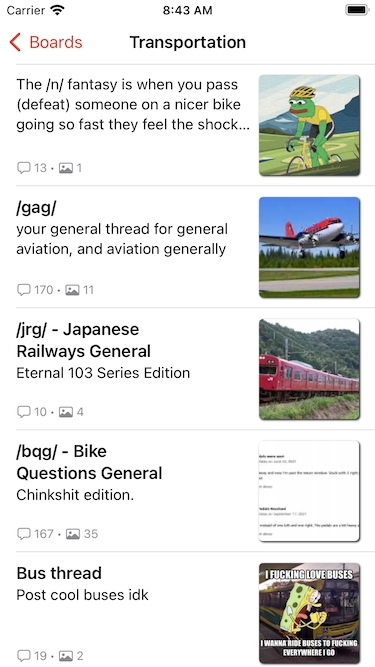 Carrier 8:43 AM
Boards Transportation
The /n/ fantasy is when you pass
(defeat) someone on a nicer bike
going so fast they feel the shock...
13 • 1
/gag/
your general thread for general
aviation, and aviation generally
170 • 11
/jrg/ - Japanese
Railways General
Eternal 103 Series Edition
10 • 4
/bqg/ - Bike
Questions General
Chinkshit edition.
167 • 35
Bus thread
Post cool buses idk
I FUCKING LOVE BUSES
I WANNA RIDE BUSES TO FUCKING
EVERYWHERE I GO
19 • 2